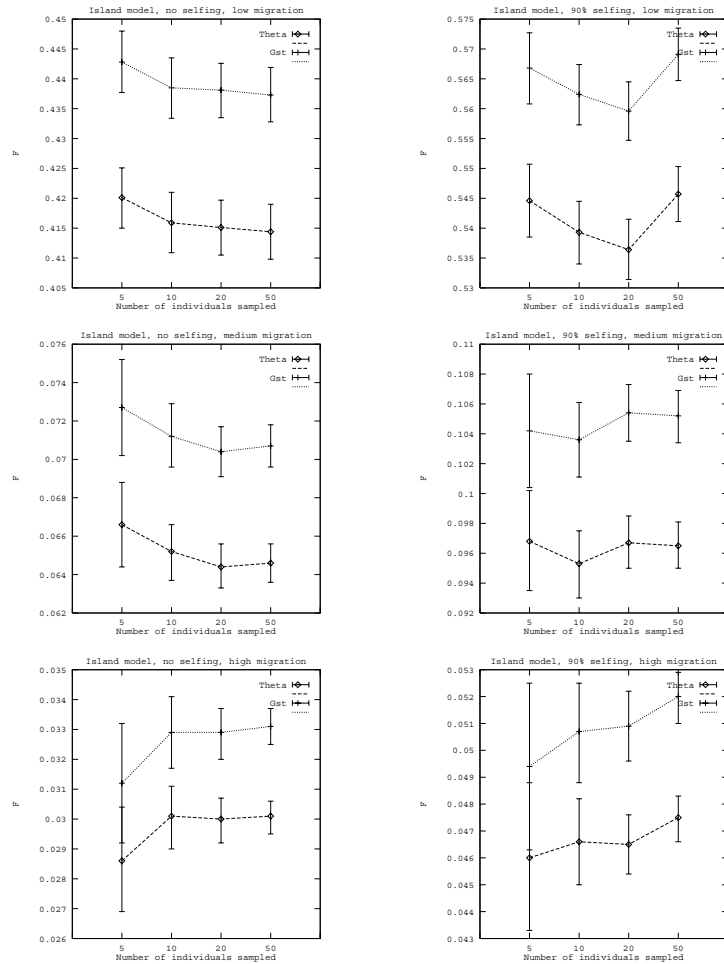 Island model, no selfing, low migration
0.45
0.445
0.44
0.435
0.43
0.425
0.42
0.415
0.41
0.405
F
Theta
Gst
5 10 20 50
Number of individuals sampled
Island model, 90% selfing, low migration
0.575
0.57
0.565
0.56
0.555
0.55
0.545
0.54
0.535
0.53
F
Theta
Gst
5 10 20 50
Number of individuals sampled
Island model, no selfing, medium migration
0.076
0.074
0.072
0.07
0.068
0.066
0.064
0.062
F
Theta
Gst
5 10 20 50
Number of individuals sampled
Island model, 90% selfing, medium migration
0.11
0.108
0.106
0.104
0.102
0.1
0.098
0.096
0.094
0.092
F
Theta
Gst
5 10 20 50
Number of individuals sampled
Island model, no selfing, high migration
0.035
0.034
0.033
0.032
0.031
0.03
0.029
0.028
0.027
0.026
F
Theta
Gst
5 10 20 50
Number of individuals sampled
Island model, 90% selfing, high migration
0.053
0.052
0.051
0.05
0.049
0.048
0.047
0.046
0.045
0.044
0.043
F
Theta
Gst
5 10 20 50
Number of individuals sampled